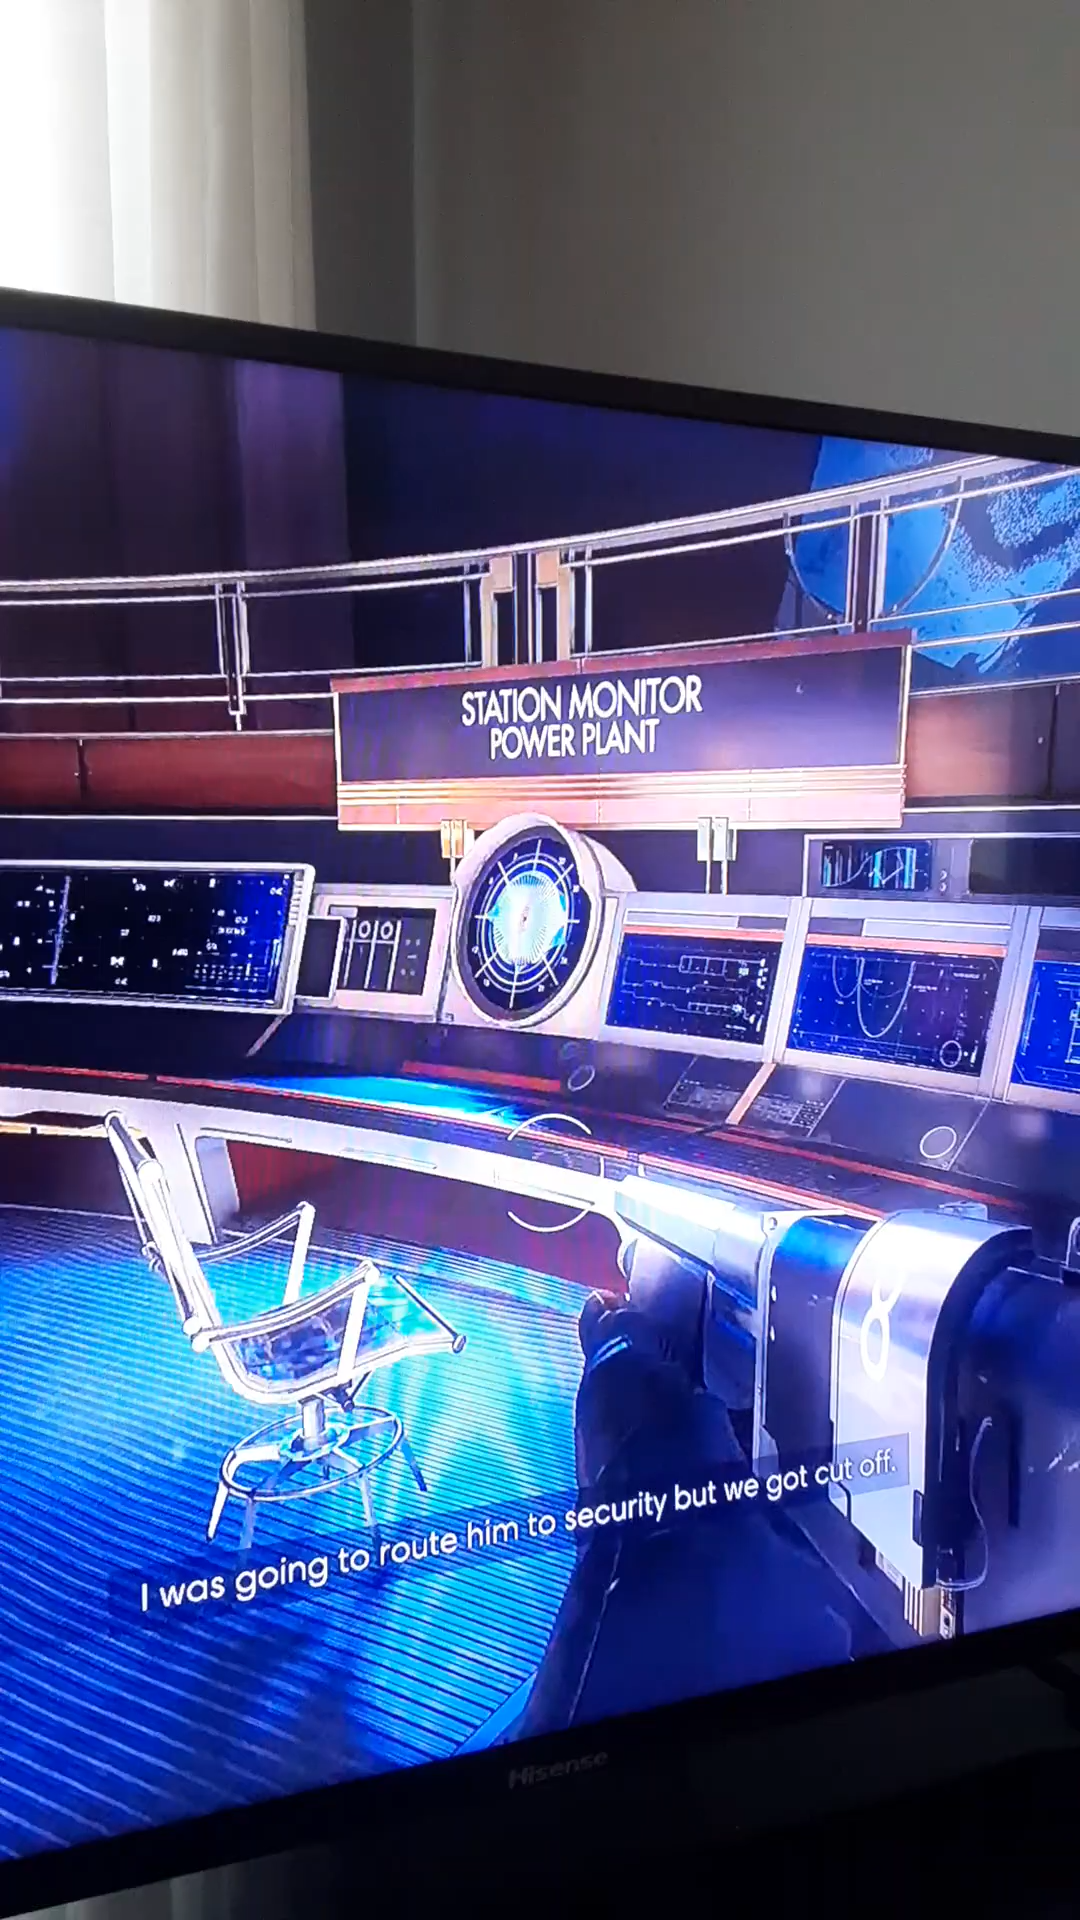 STATION MONITOR
POWER PLANT
I was going to route him to security but we got cut off.
Hisense